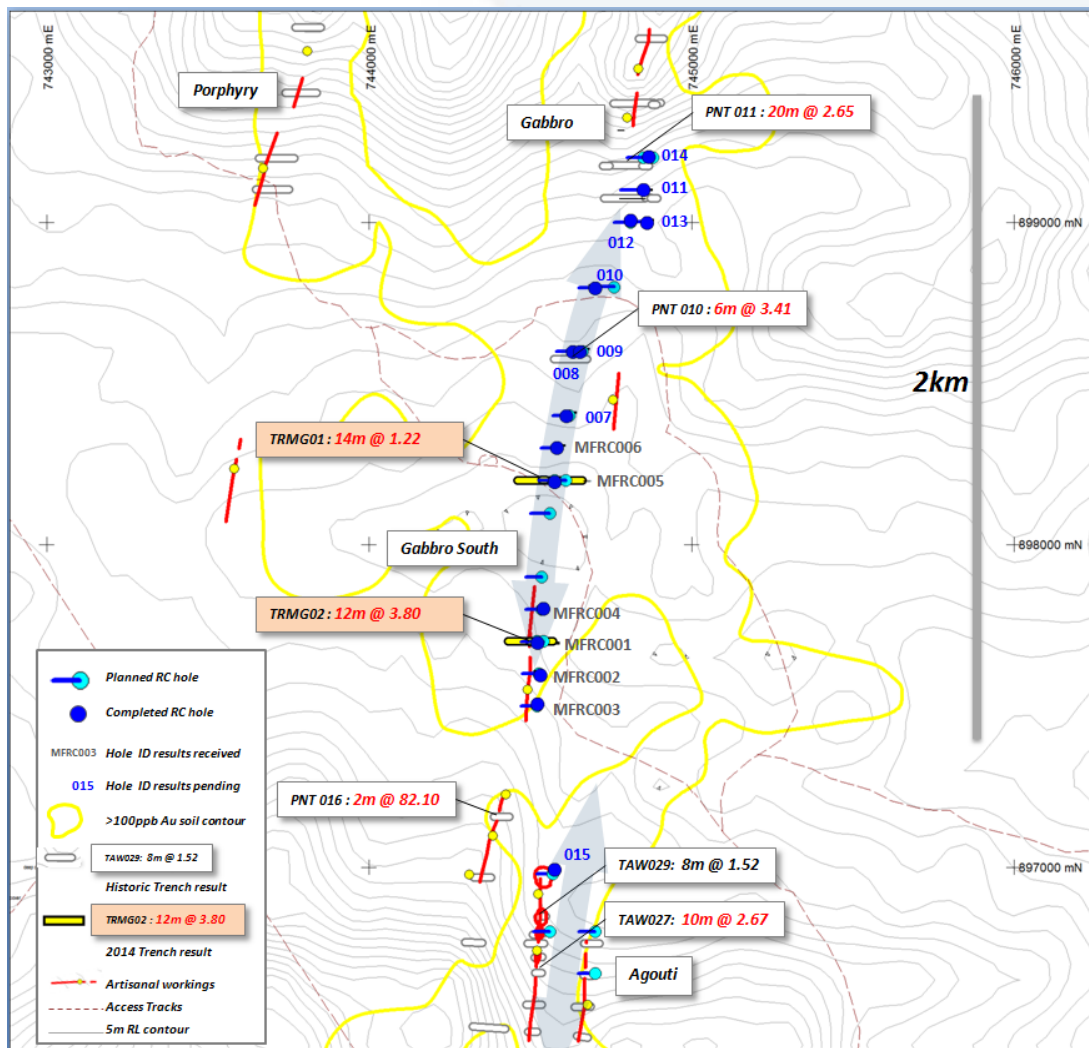 743000 mE
744000 mE
745000 mE
746000 mE
Porphyry
Gabbro
PNT 011 : 20m @ 2.65
014
011
013
012
899000 mN
010
PNT 010 : 6m @ 3.41
009
008
2km
007
TRMG01 : 14m @ 1.22
MFRC006
MFRC005
Gabbro South
898000 mN
TRMG02 : 12m @ 3.80
MFRC004
MFRC001
MFRC002
MFRC003
PNT 016 : 2m @ 82.10
015
TAW029: 8m @ 1.52
897000 mN
TAW027: 10m @ 2.67
Agouti
Planned RC hole
Completed RC hole
MFRC003 Hole ID results received
015 Hole ID results pending
>100ppb Au soil contour
TAW029 : 8m @ 1.52
Historic Trench result
TRMG02 : 12m @ 3.80
2014 Trench result
Artisanal workings
Access Tracks
5m RL contour